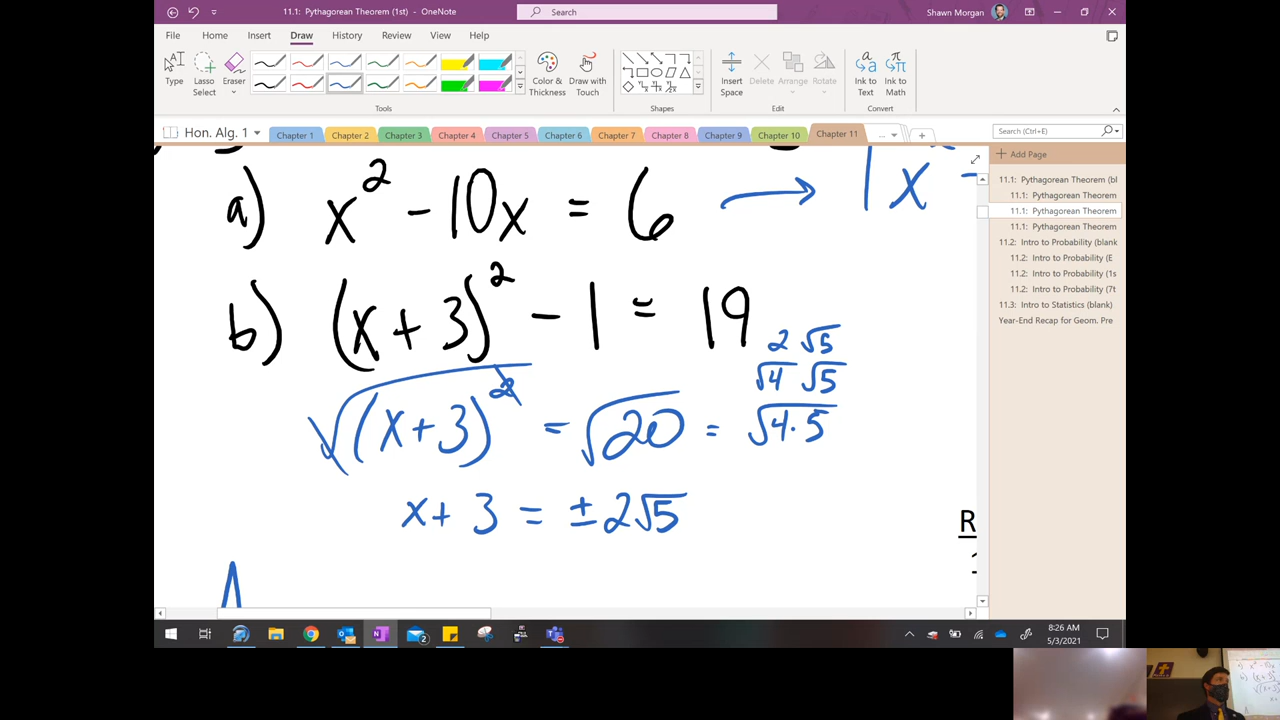 11.1: Pythagorean Theorem (1st) - OneNote
Search
Shawn Morgan
File Home Insert Draw History Review View Help
Type
Lasso Select
Eraser
Color & Thickness
Draw with Touch
Insert Space
Delete
Arrange
Rotate
Ink to Text
Ink to Math
Tools
Shapes
Edit
Convert
Hon. Alg. 1
Chapter 1 Chapter 2 Chapter 3 Chapter 4 Chapter 5 Chapter 6 Chapter 7 Chapter 8 Chapter 9 Chapter 10 Chapter 11 ...
Search (Ctrl+E)
Add Page
11.1: Pythagorean Theorem (bl
11.1: Pythagorean Theorem
11.1: Pythagorean Theorem
11.1: Pythagorean Theorem
11.2: Intro to Probability (blank
11.2: Intro to Probability (E
11.2: Intro to Probability (1s
11.2: Intro to Probability (7t
11.3: Intro to Statistics (blank)
Year-End Recap for Geom. Pre
a) x² - 10x = 6 → 1x
b) (x + 3)² - 1 = 19
2 √5
√4 √5
√(x+3)² = √20 = √4·5
x + 3 = ± 2√5
R
8:26 AM
5/3/2021